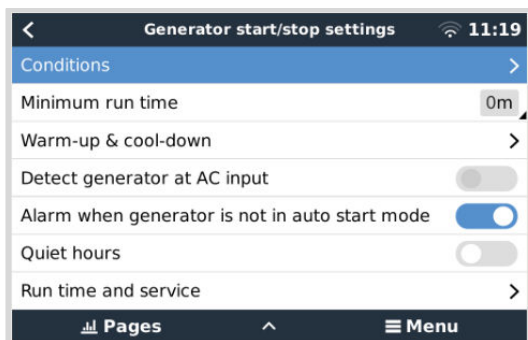 Generator start/stop settings 11:19
Conditions
Minimum run time 0m
Warm-up & cool-down
Detect generator at AC input
Alarm when generator is not in auto start mode
Quiet hours
Run time and service
Pages Menu